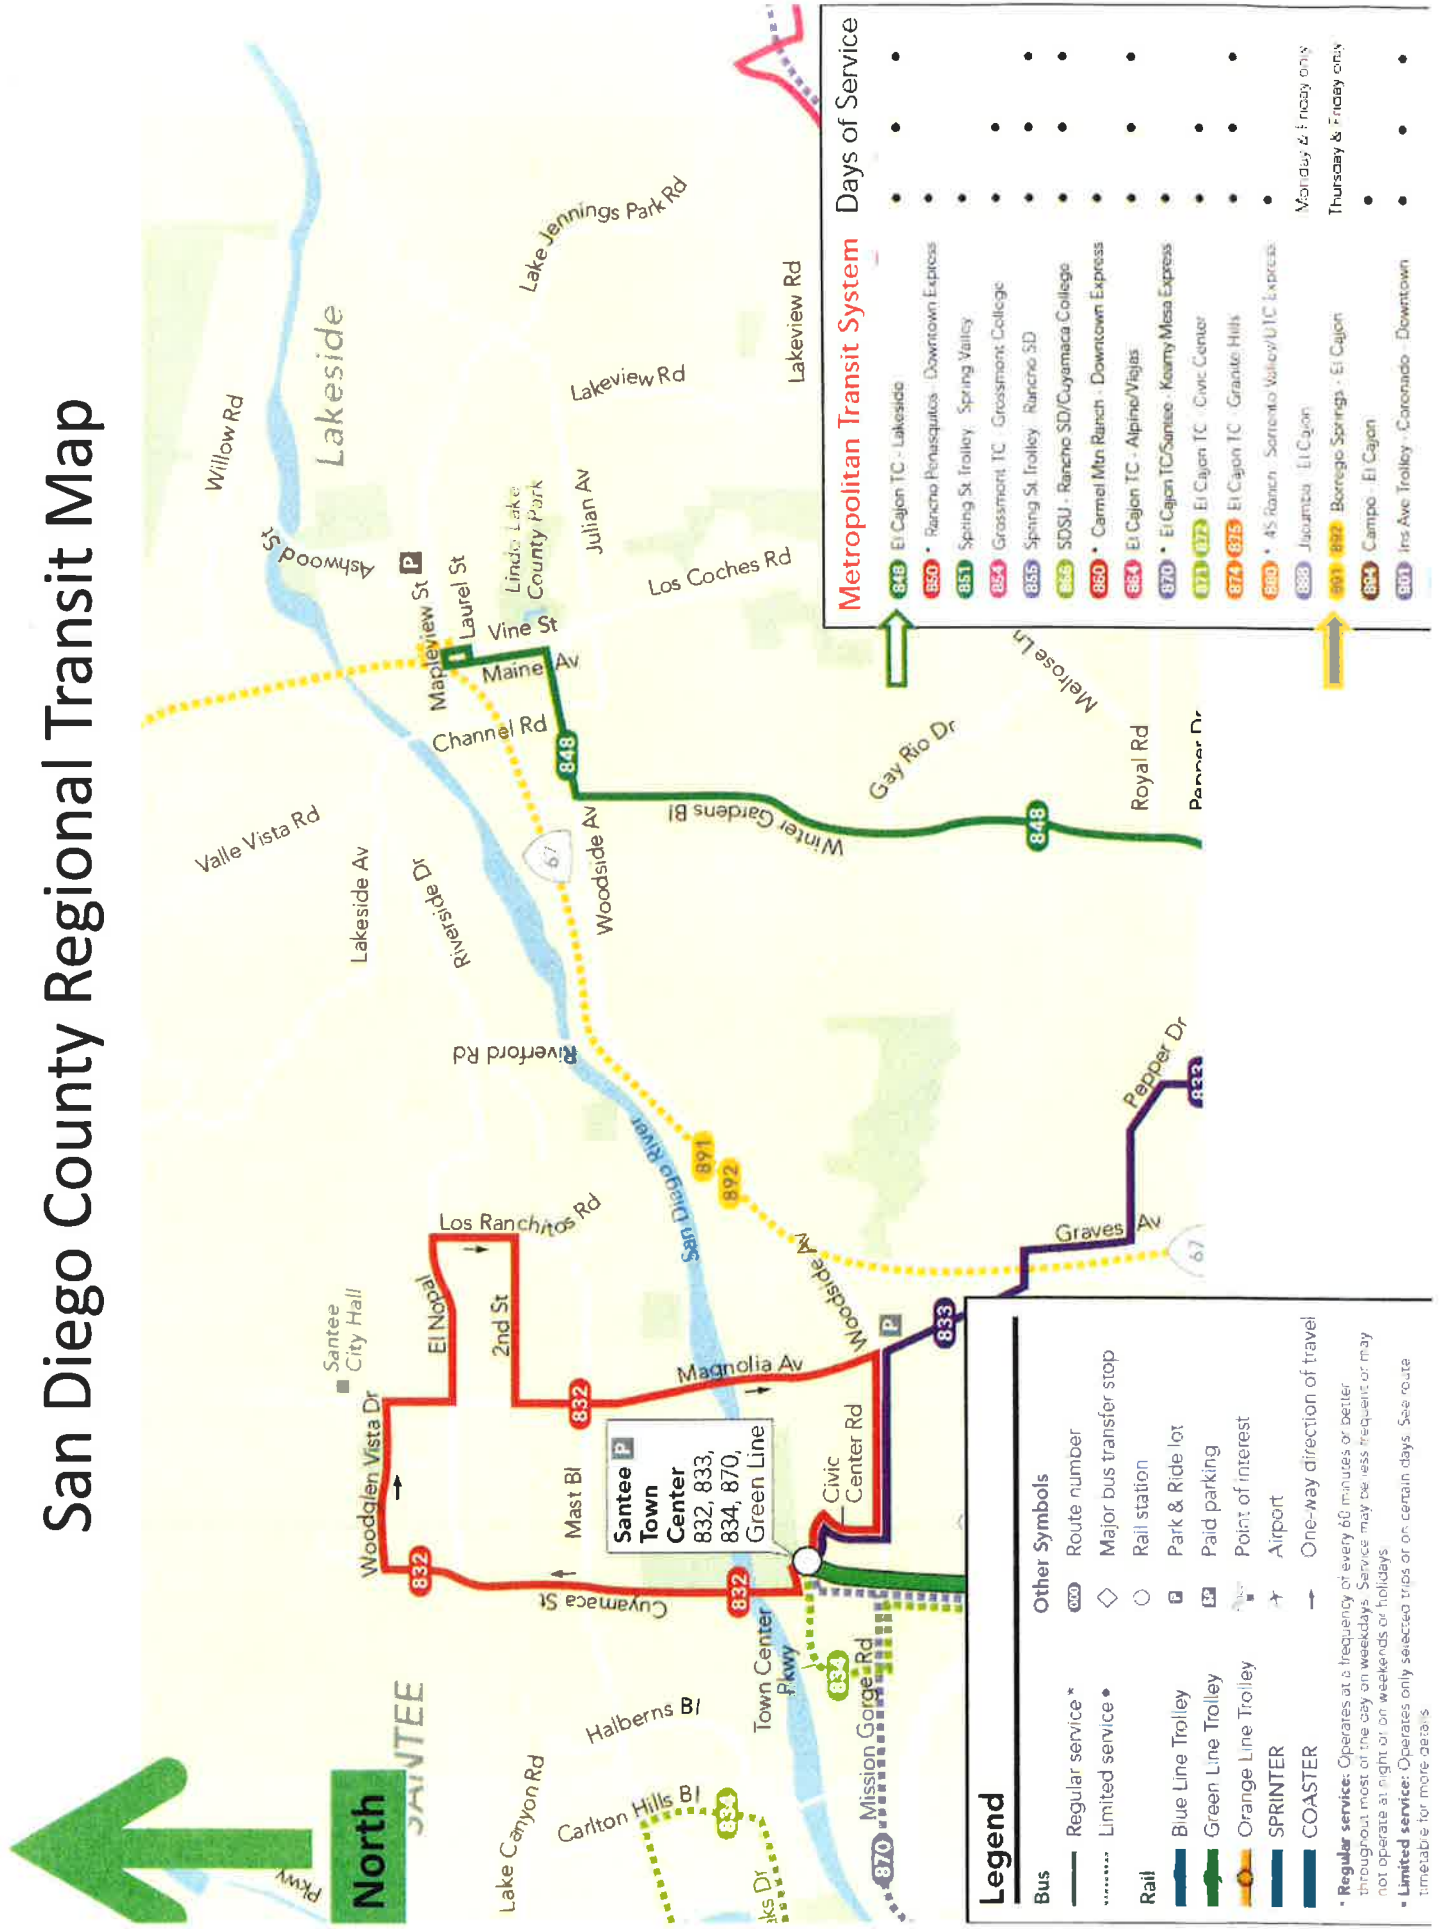 San Diego County Regional Transit Map
North
SANTEE
Pkwy
Lake Canyon Rd
Carlton Hills Bl
Halberns Bl
834
Town Center
Pkwy
834
Mission Gorge Rd
870
Santee
City Hall
Woodglen Vista Dr
El Nopal
2nd St
Los Ranchitos Rd
832
Mast Bl
832
Cuyamaca St
832
Magnolia Av
Santee P
Town
Center
832, 833,
834, 870,
Green Line
Civic
Center Rd
Woodside Av
P
833
Graves Av
Pepper Dr
833
67
San Diego River
891
892
Riverford Rd
Riverside Dr
Lakeside Av
Valle Vista Rd
Willow Rd
Lakeside
Ashwood St
P
Mapleview St
Laurel St
Vine St
Maine Av
Channel Rd
848
67
Woodside Av
Winter Gardens Bl
848
Lindo Lake
County Park
Julian Av
Los Coches Rd
Lake Jennings Park Rd
Lakeview Rd
Lakeview Rd
Gay Rio Dr
Melrose Ln
Royal Rd
Pepper Dr
Metropolitan Transit System Days of Service
848 El Cajon TC - Lakeside • • •
850 * Rancho Penasquitos - Downtown Express •
851 Spring St Trolley - Spring Valley •
854 Grossmont TC - Grossmont College • •
855 Spring St Trolley - Rancho SD • • •
856 SDSU - Rancho SD/Cuyamaca College • • •
860 * Carmel Mtn Ranch - Downtown Express •
864 El Cajon TC - Alpine/Viejas • • •
870 * El Cajon TC/Santee - Kearny Mesa Express •
871 872 El Cajon TC - Civic Center • •
874 875 El Cajon TC - Granite Hills • • •
880 * 4S Ranch - Sorrento Valley/UTC Express •
888 Jacumba - El Cajon Monday & Friday only
891 892 Borrego Springs - El Cajon Thursday & Friday only
894 Campo - El Cajon •
901 Iris Ave Trolley - Coronado - Downtown • • •
Legend
Bus
Regular service *
Limited service •
Rail
Blue Line Trolley
Green Line Trolley
Orange Line Trolley
SPRINTER
COASTER
Other Symbols
000 Route number
Major bus transfer stop
Rail station
P Park & Ride lot
$P Paid parking
Point of interest
Airport
One-way direction of travel
* Regular service: Operates at a frequency of every 60 minutes or better
throughout most of the day on weekdays. Service may be less frequent or may
not operate at night or on weekends or holidays
• Limited service: Operates only selected trips or on certain days. See route
timetable for more details